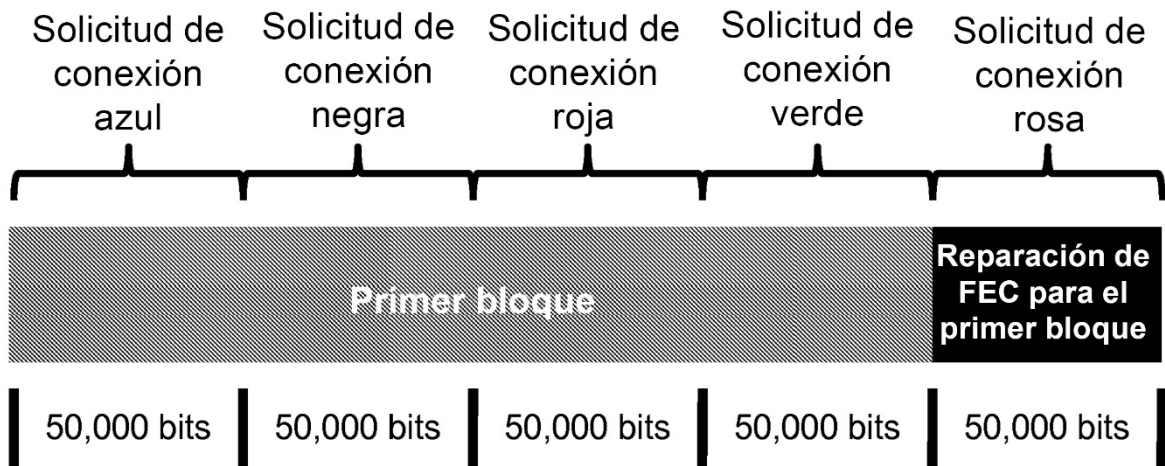 Solicitud de
conexión
azul
Solicitud de
conexión
negra
Solicitud de
conexión
roja
Solicitud de
conexión
verde
Solicitud de
conexión
rosa
Primer bloque
Reparación de
FEC para el
primer bloque
50,000 bits
50,000 bits
50,000 bits
50,000 bits
50,000 bits